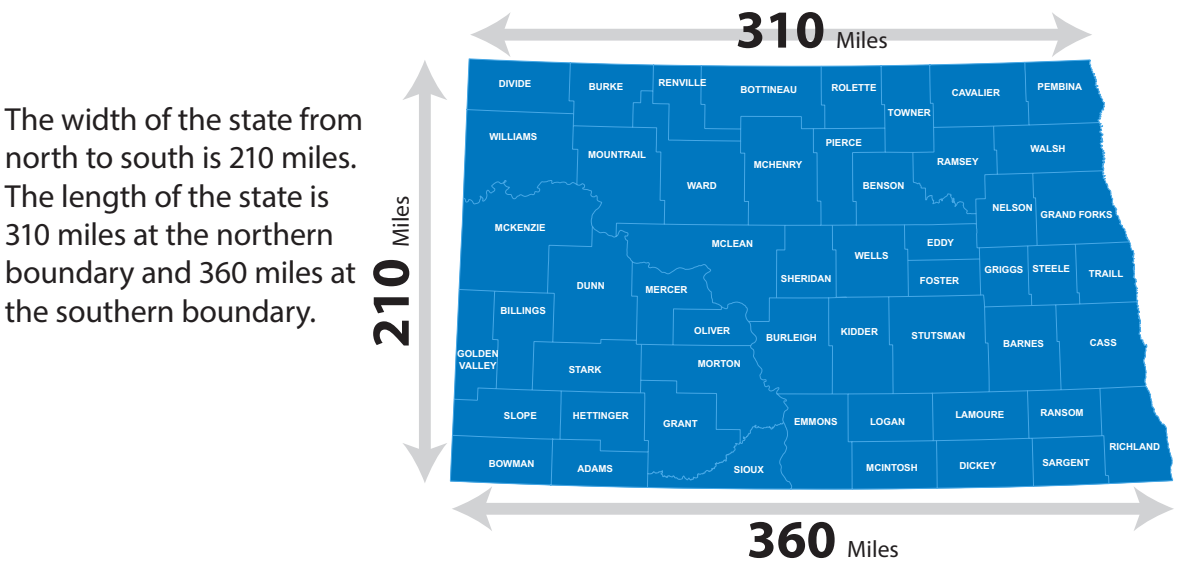 The width of the state from
north to south is 210 miles.
The length of the state is
310 miles at the northern
boundary and 360 miles at
the southern boundary.
310 Miles
210 Miles
DIVIDE
BURKE
RENVILLE
BOTTINEAU
ROLETTE
TOWNER
CAVALIER
PEMBINA
WILLIAMS
MOUNTRAIL
WARD
MCHENRY
PIERCE
BENSON
RAMSEY
WALSH
MCKENZIE
MCLEAN
SHERIDAN
WELLS
EDDY
FOSTER
NELSON
GRAND FORKS
GRIGGS
STEELE
TRAILL
DUNN
MERCER
OLIVER
BILLINGS
GOLDEN
VALLEY
STARK
MORTON
BURLEIGH
KIDDER
STUTSMAN
BARNES
CASS
SLOPE
HETTINGER
GRANT
EMMONS
LOGAN
LAMOURE
RANSOM
RICHLAND
BOWMAN
ADAMS
SIOUX
MCINTOSH
DICKEY
SARGENT
360 Miles